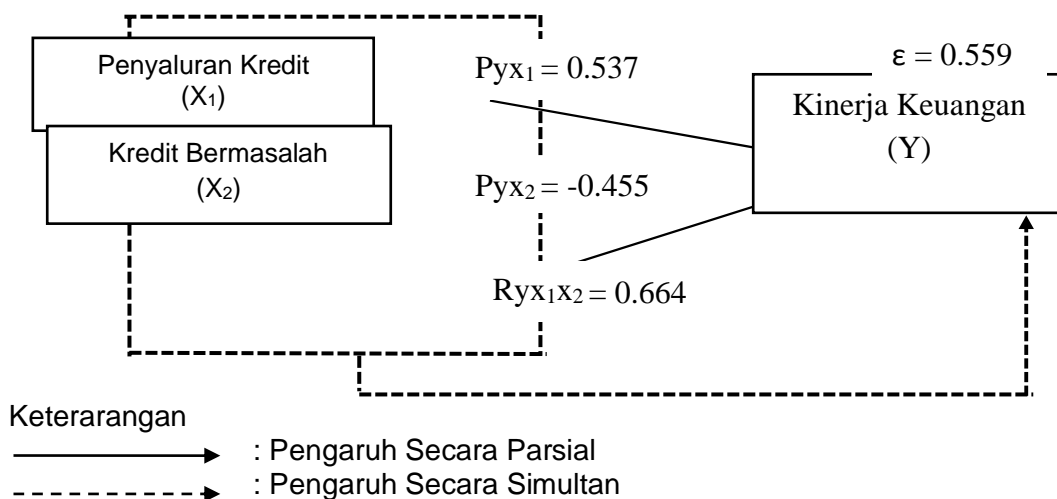 Penyaluran Kredit
(X₁)
Kredit Bermasalah
(X₂)
Pyx₁ = 0.537
Pyx₂ = -0.455
Ryx₁x₂ = 0.664
ε = 0.559
Kinerja Keuangan
(Y)
Keterarangan
: Pengaruh Secara Parsial
: Pengaruh Secara Simultan